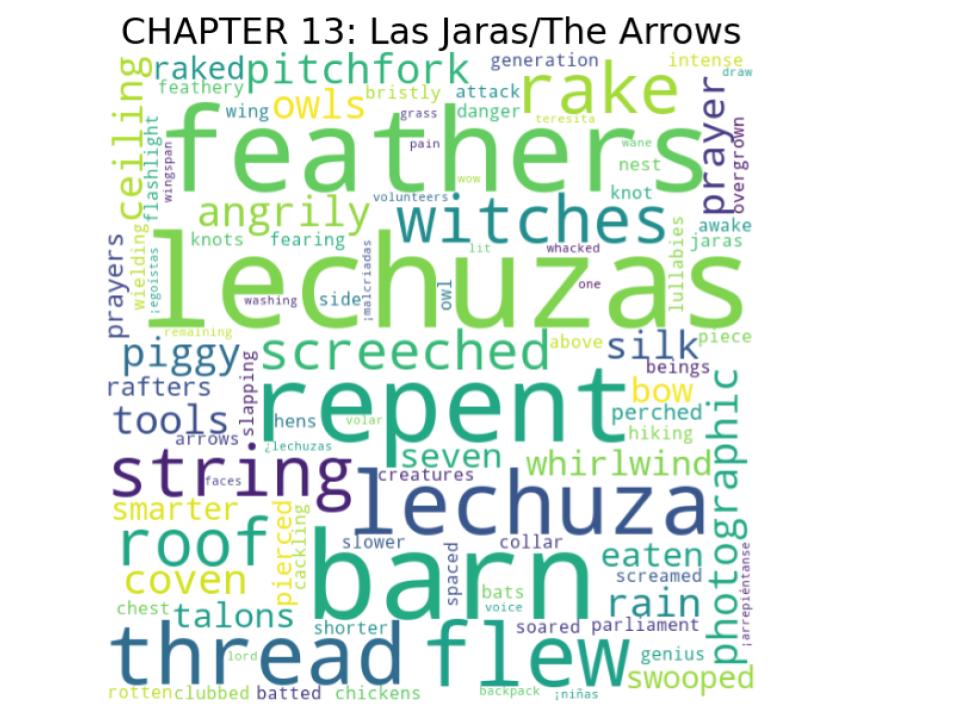 CHAPTER 13: Las Jaras/The Arrows
ceiling
raked
pitchfork
generation
intense
draw
feathery
wing
owls
bristly
attack
rake
prayer
grass
danger
teresita
flashlight
wingspan
feathers
pain
wane
overgrown
wow
nest
knot
volunteers
angrily
witches
awake
jaras
lullabies
knots
fearing
lit
whacked
prayers
wielding
¡egoistas
lechuzas
¡malcriadas
washing
side
owl
one
remaining
piggy
screeched
above
silk
piece
beings
rafters
slapping
repent
bow
photographic
tools
hens
volar
perched
hiking
arrows
¿lechuzas
seven
whirlwind
string
faces
creatures
lechuza
smarter
pierced
cackling
roof
slower
spaced
collar
eaten
barn
coven
bats
screamed
¡arrepiéntanse
chest
talons
voice
rain
shorter
soared
parliament
thread
lord
flew
genius
swooped
rotten
clubbed
batted
chickens
backpack
¡niñas